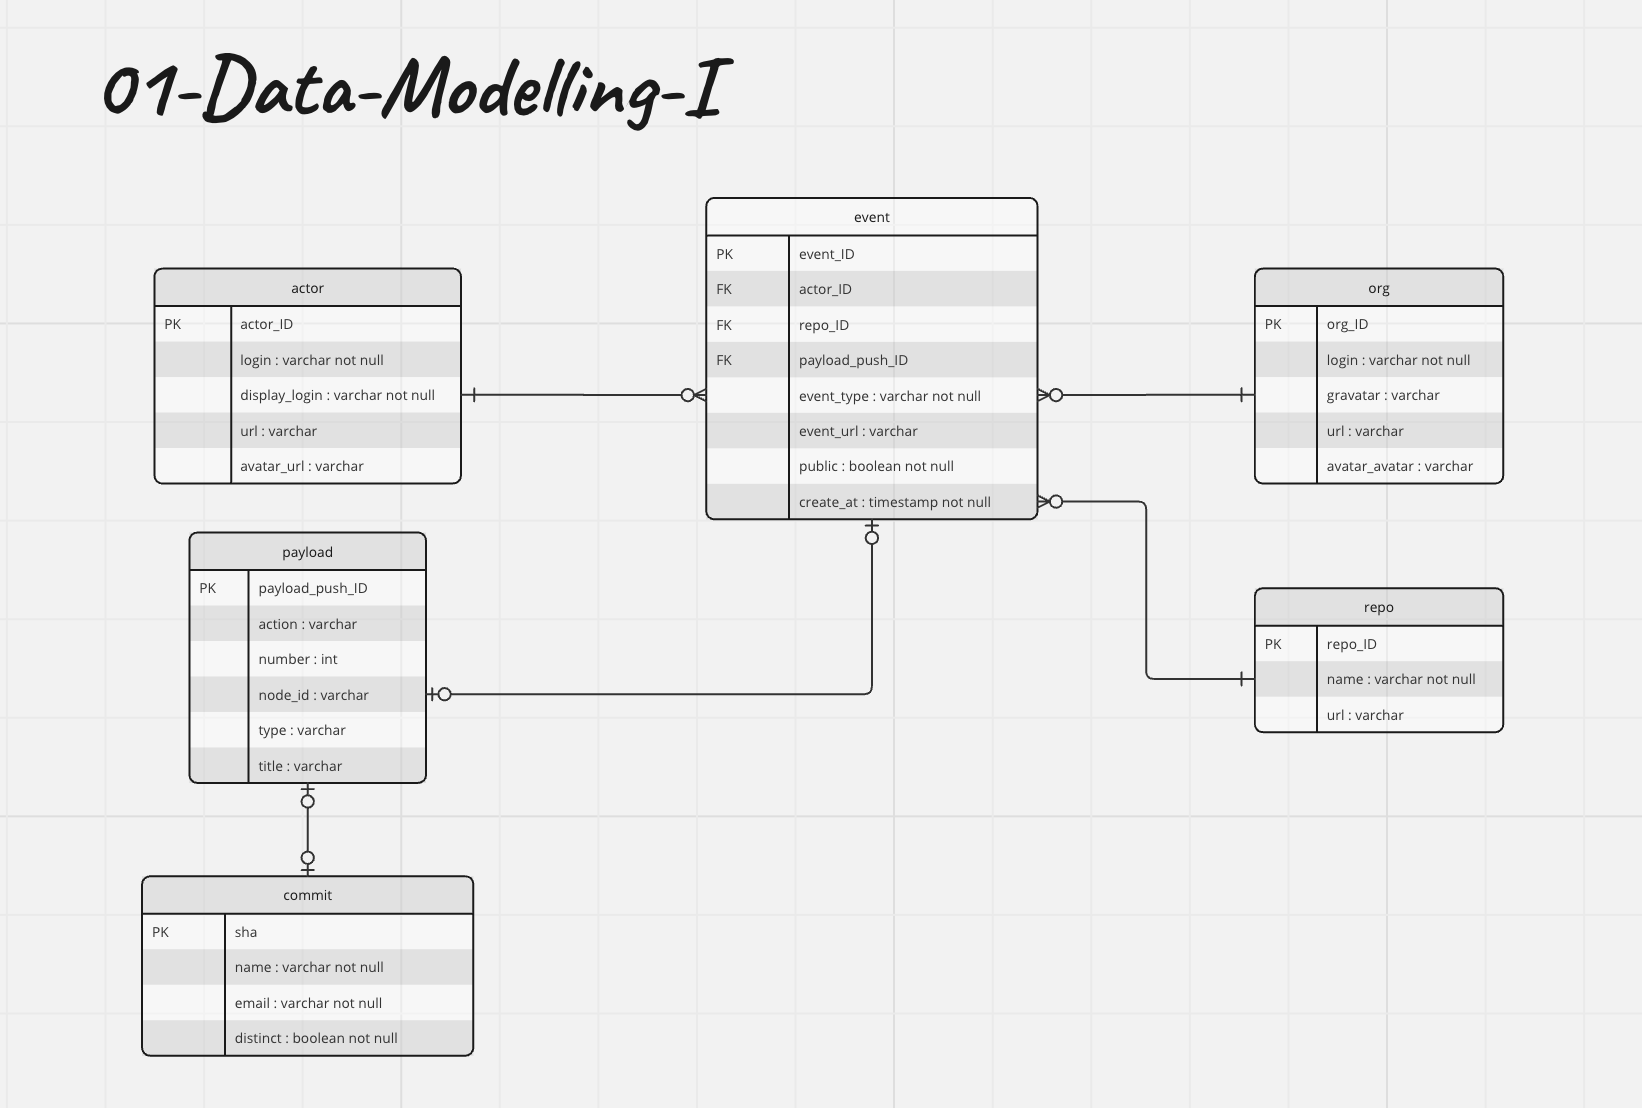 01-Data-Modelling-I
event
PK event_ID
FK actor_ID
FK repo_ID
FK payload_push_ID
event_type : varchar not null
event_url : varchar
public : boolean not null
create_at : timestamp not null
actor
PK actor_ID
login : varchar not null
display_login : varchar not null
url : varchar
avatar_url : varchar
org
PK org_ID
login : varchar not null
gravatar : varchar
url : varchar
avatar_avatar : varchar
payload
PK payload_push_ID
action : varchar
number : int
node_id : varchar
type : varchar
title : varchar
repo
PK repo_ID
name : varchar not null
url : varchar
commit
PK sha
name : varchar not null
email : varchar not null
distinct : boolean not null